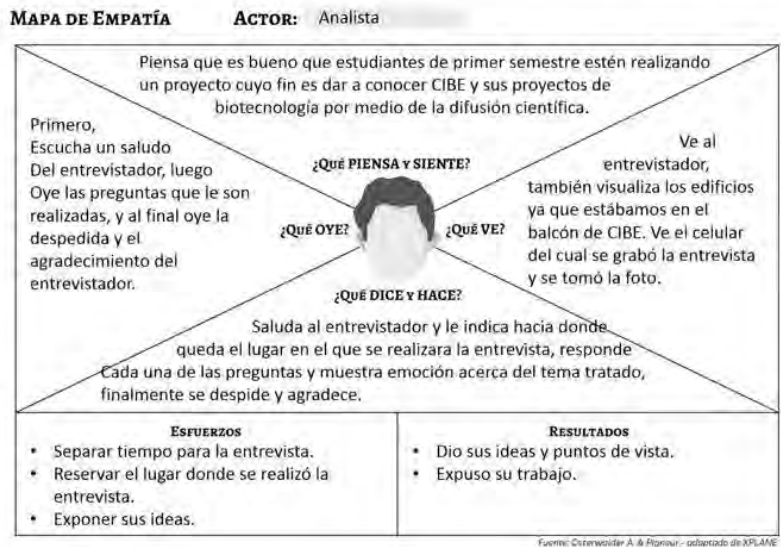 MAPA DE EMPATÍA
ACTOR: Analista
Piensa que es bueno que estudiantes de primer semestre estén realizando
un proyecto cuyo fin es dar a conocer CIBE y sus proyectos de
biotecnología por medio de la difusión científica.
¿QUÉ PIENSA Y SIENTE?
Primero,
Escucha un saludo
Del entrevistador, luego
Oye las preguntas que le son
realizadas, y al final oye la
despedida y el
agradecimiento del
entrevistador.
¿QUÉ OYE?
¿QUÉ VE?
Ve al
entrevistador,
también visualiza los edificios
ya que estábamos en el
balcón de CIBE. Ve el celular
del cual se grabó la entrevista
y se tomó la foto.
¿QUÉ DICE Y HACE?
Saluda al entrevistador y le indica hacia donde
queda el lugar en el que se realizara la entrevista, responde
Cada una de las preguntas y muestra emoción acerca del tema tratado,
finalmente se despide y agradece.
ESFUERZOS
• Separar tiempo para la entrevista.
• Reservar el lugar donde se realizó la
entrevista.
• Exponer sus ideas.
RESULTADOS
• Dio sus ideas y puntos de vista.
• Expuso su trabajo.
Fuente: Osterwalder A. & Pigneur - adaptado de XPLANE